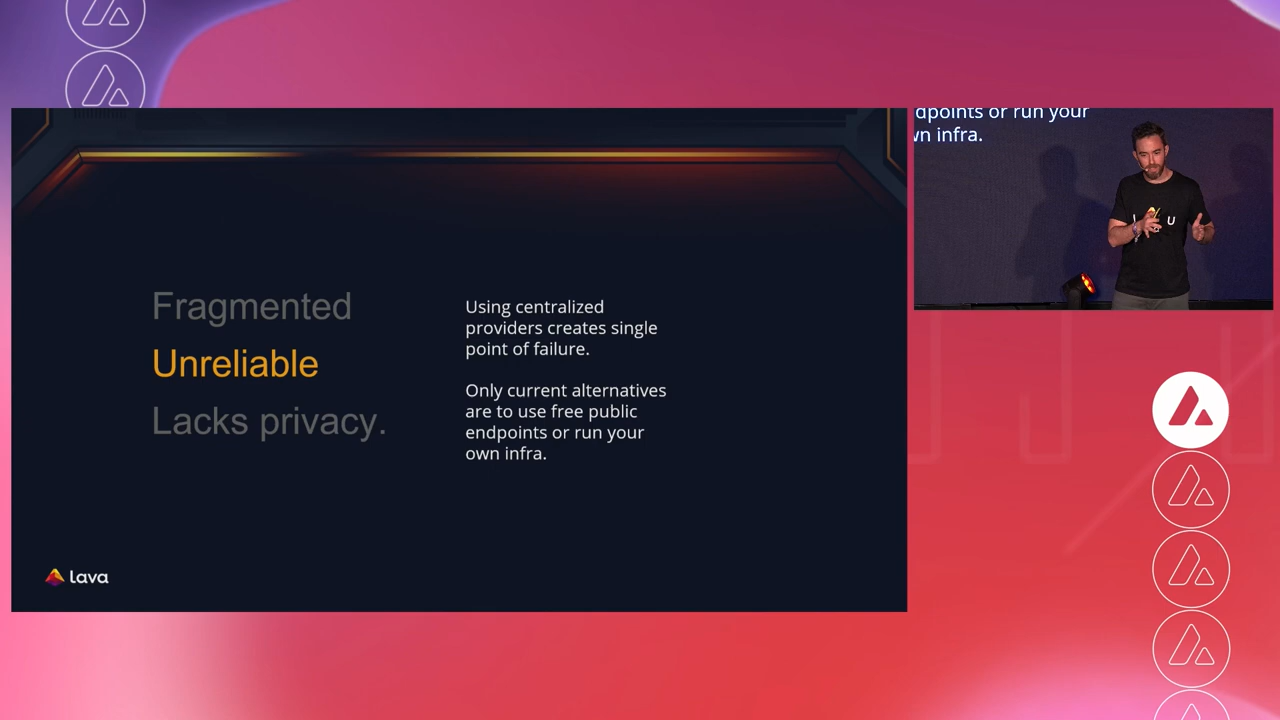 Fragmented
Unreliable
Lacks privacy.
Using centralized
providers creates single
point of failure.
Only current alternatives
are to use free public
endpoints or run your
own infra.
lava
dpoints or run your
wn infra.